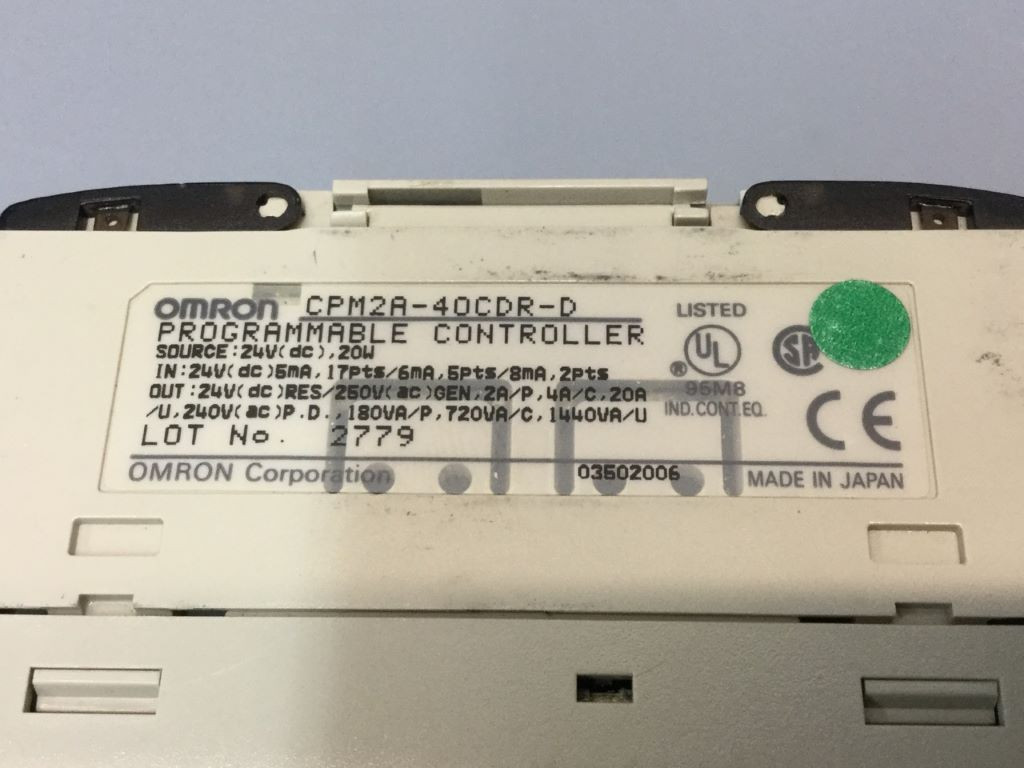 OMRON CPM2A-40CDR-D
PROGRAMMABLE CONTROLLER
SOURCE:24V(dc),20W
IN:24V(dc)5mA,17Pts/6mA,5Pts/8mA,2Pts
OUT:24V(dc)RES/250V(ac)GEN,2A/P,4A/C,20A
/U,240V(ac)P.D.,180VA/P,720VA/C,1440VA/U
LOT No. 2779
OMRON Corporation
03502006
LISTED
UL
®
95M8
IND.CONT.EQ.
SA
CE
MADE IN JAPAN